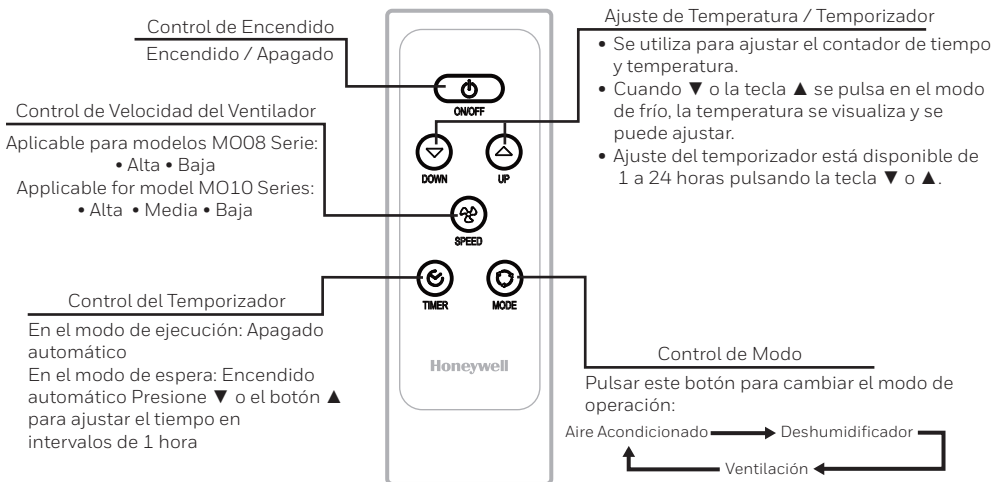 Control de Encendido
Encendido / Apagado
Control de Velocidad del Ventilador
Aplicable para modelos MO08 Serie:
• Alta • Baja
Applicable for model MO10 Series:
• Alta • Media • Baja
Control del Temporizador
En el modo de ejecución: Apagado
automático
En el modo de espera: Encendido
automático Presione ▼ o el botón ▲
para ajustar el tiempo en
intervalos de 1 hora
ON/OFF
DOWN
UP
SPEED
TIMER
MODE
Honeywell
Ajuste de Temperatura / Temporizador
• Se utiliza para ajustar el contador de tiempo
y temperatura.
• Cuando ▼ o la tecla ▲ se pulsa en el modo
de frío, la temperatura se visualiza y se
puede ajustar.
• Ajuste del temporizador está disponible de
1 a 24 horas pulsando la tecla ▼ o ▲.
Control de Modo
Pulsar este botón para cambiar el modo de
operación:
Aire Acondicionado Deshumidificador
Ventilación